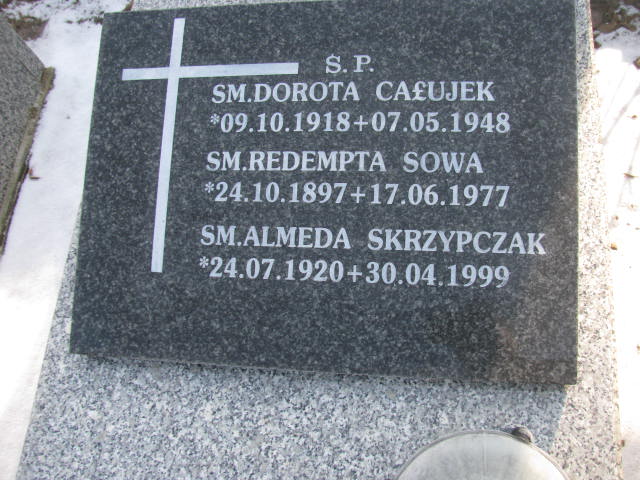 Ś.P.
SM.DOROTA CAŁUJEK
*09.10.1918+07.05.1948
SM.REDEMPTA SOWA
*24.10.1897+17.06.1977
SM.ALMEDA SKRZYPCZAK
*24.07.1920+30.04.1999